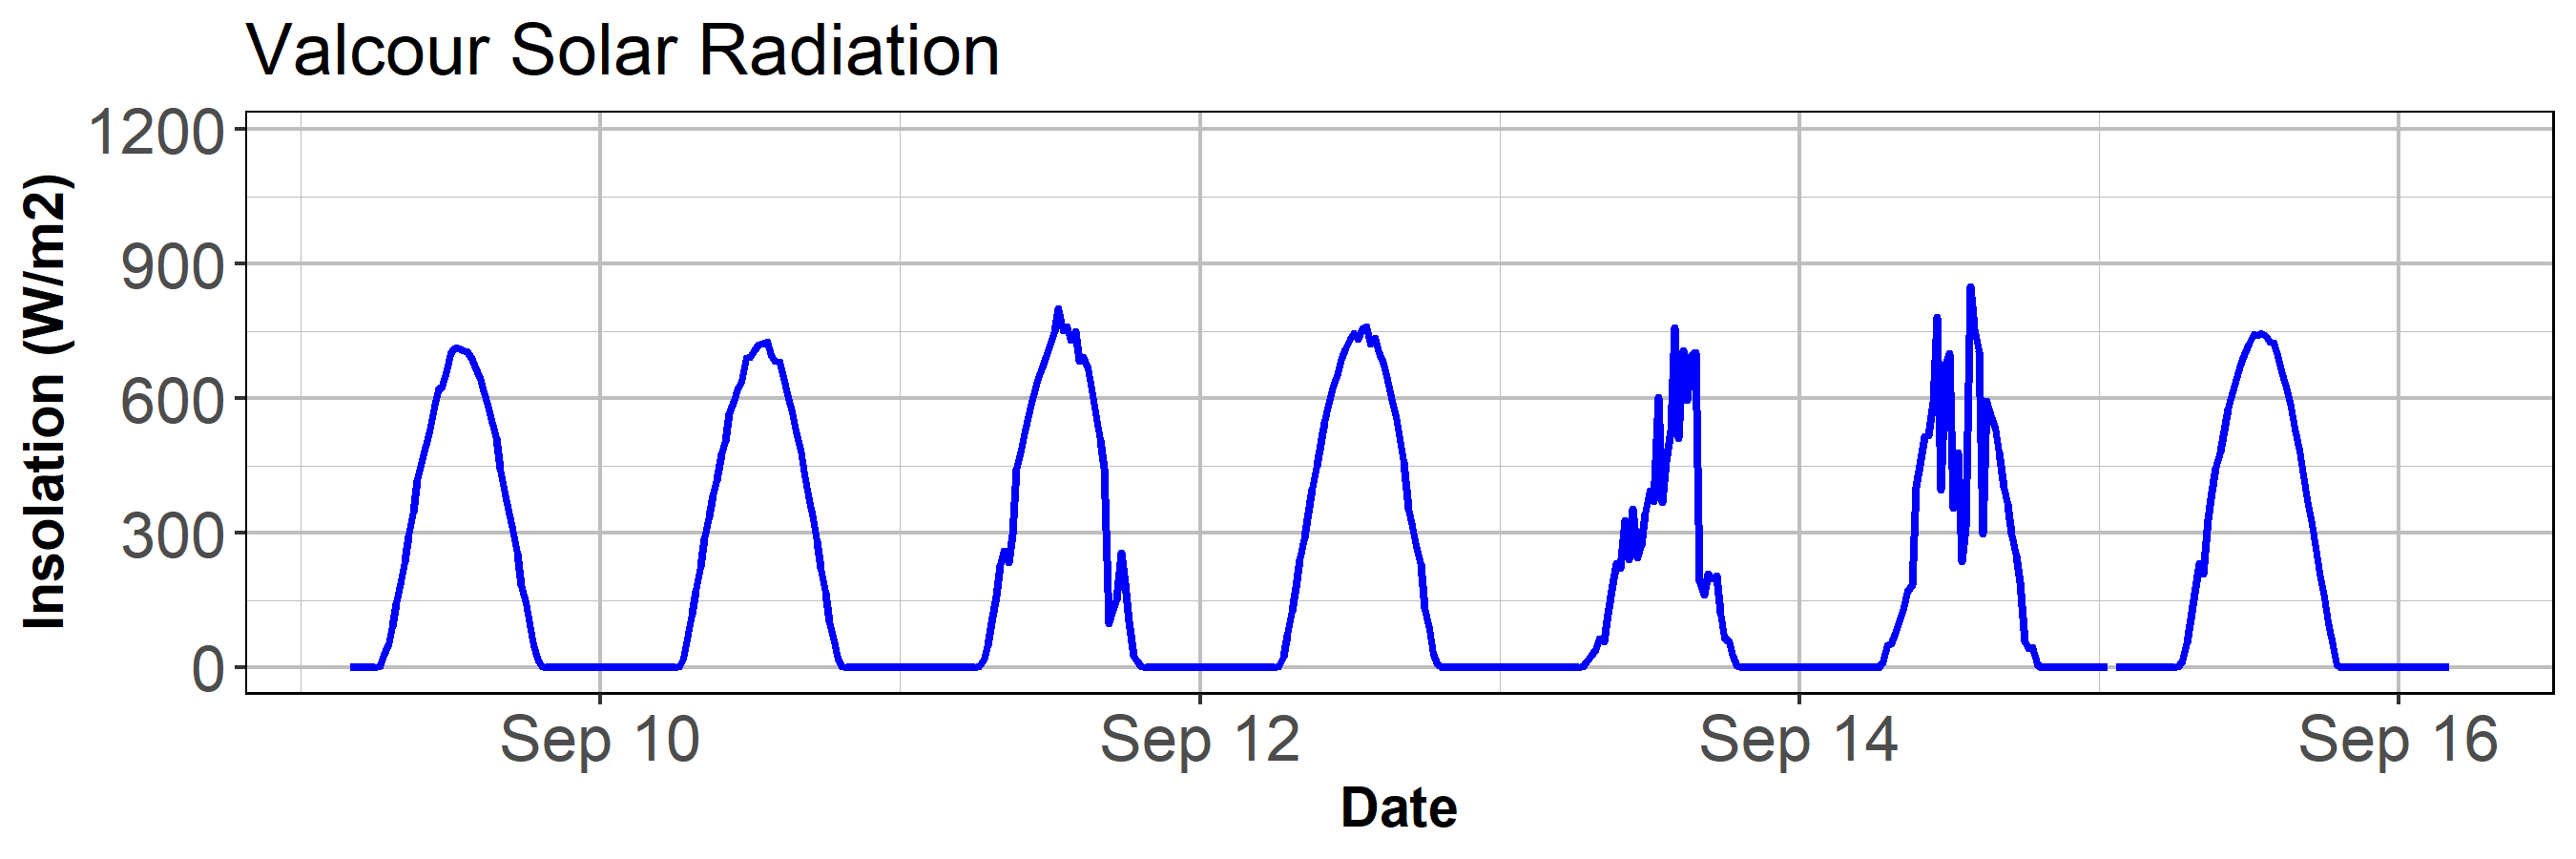 Valcour Solar Radiation
Insolation (W/m2)
1200
900
600
300
0
Sep 10
Sep 12
Sep 14
Sep 16
Date